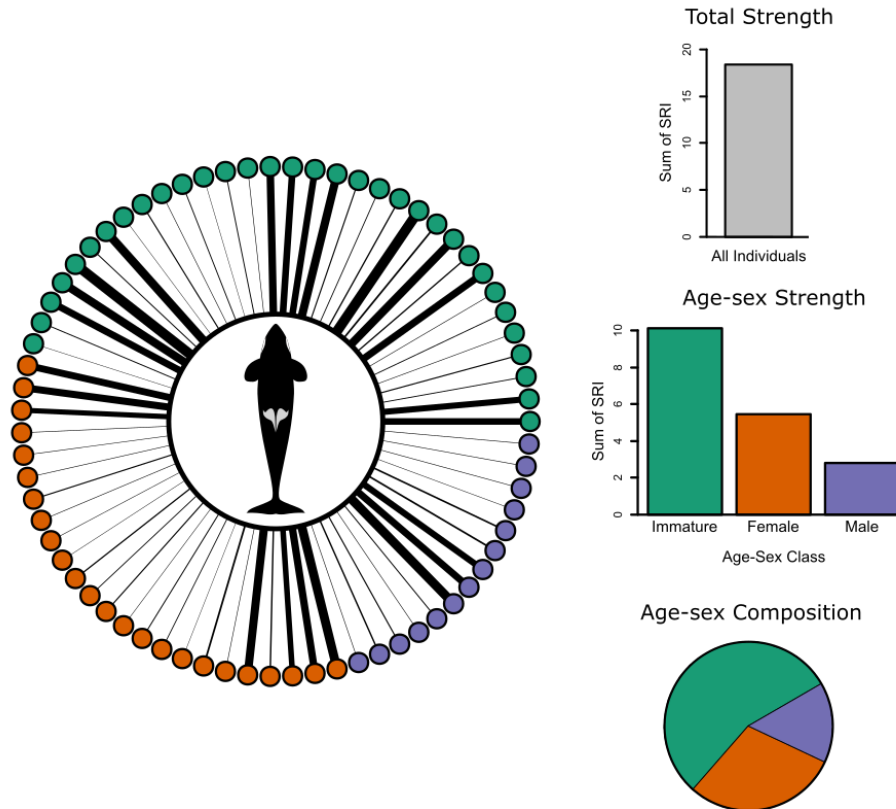 Total Strength
20
15
10
5
0
Sum of SRI
All Individuals
Age-sex Strength
10
8
6
4
2
0
Sum of SRI
Immature Female Male
Age-Sex Class
Age-sex Composition